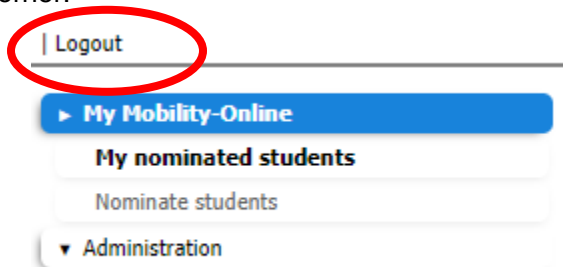 | Logout
► My Mobility-Online
My nominated students
Nominate students
▼ Administration